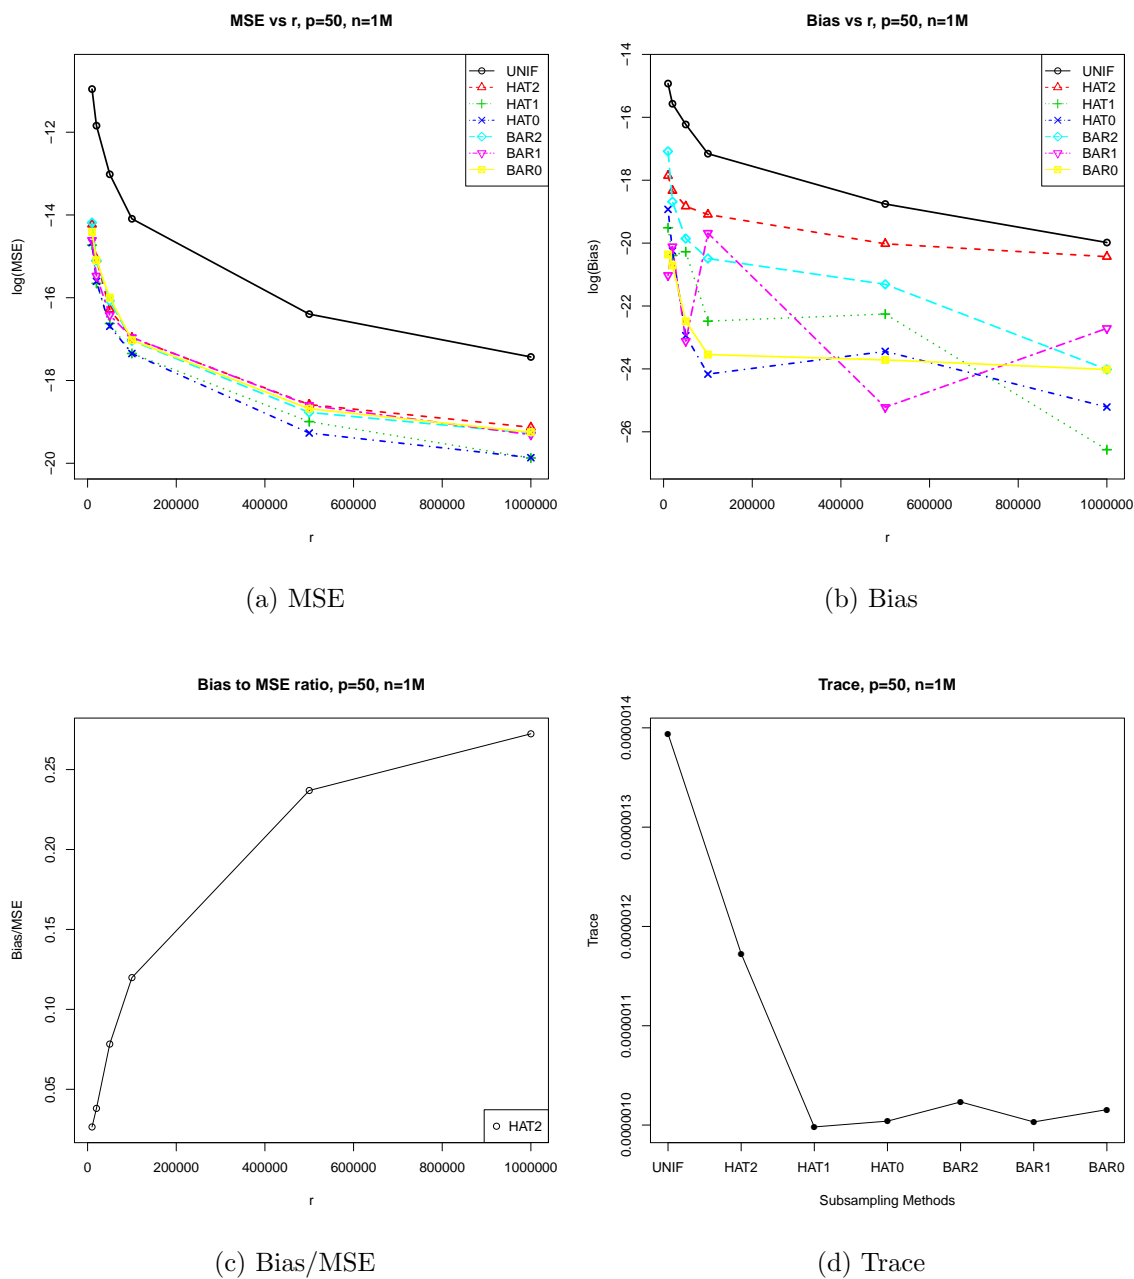 MSE vs r, p=50, n=1M
log(MSE)
-12
-14
-16
-18
-20
UNIF
HAT2
HAT1
HAT0
BAR2
BAR1
BAR0
0 200000 400000 600000 800000 1000000
r
(a) MSE
Bias vs r, p=50, n=1M
log(Bias)
-14
-16
-18
-20
-22
-24
-26
UNIF
HAT2
HAT1
HAT0
BAR2
BAR1
BAR0
0 200000 400000 600000 800000 1000000
r
(b) Bias
Bias to MSE ratio, p=50, n=1M
Bias/MSE
0.25
0.20
0.15
0.10
0.05
HAT2
0 200000 400000 600000 800000 1000000
r
(c) Bias/MSE
Trace, p=50, n=1M
Trace
0.0000014
0.0000013
0.0000012
0.0000011
0.0000010
UNIF HAT2 HAT1 HAT0 BAR2 BAR1 BAR0
Subsampling Methods
(d) Trace